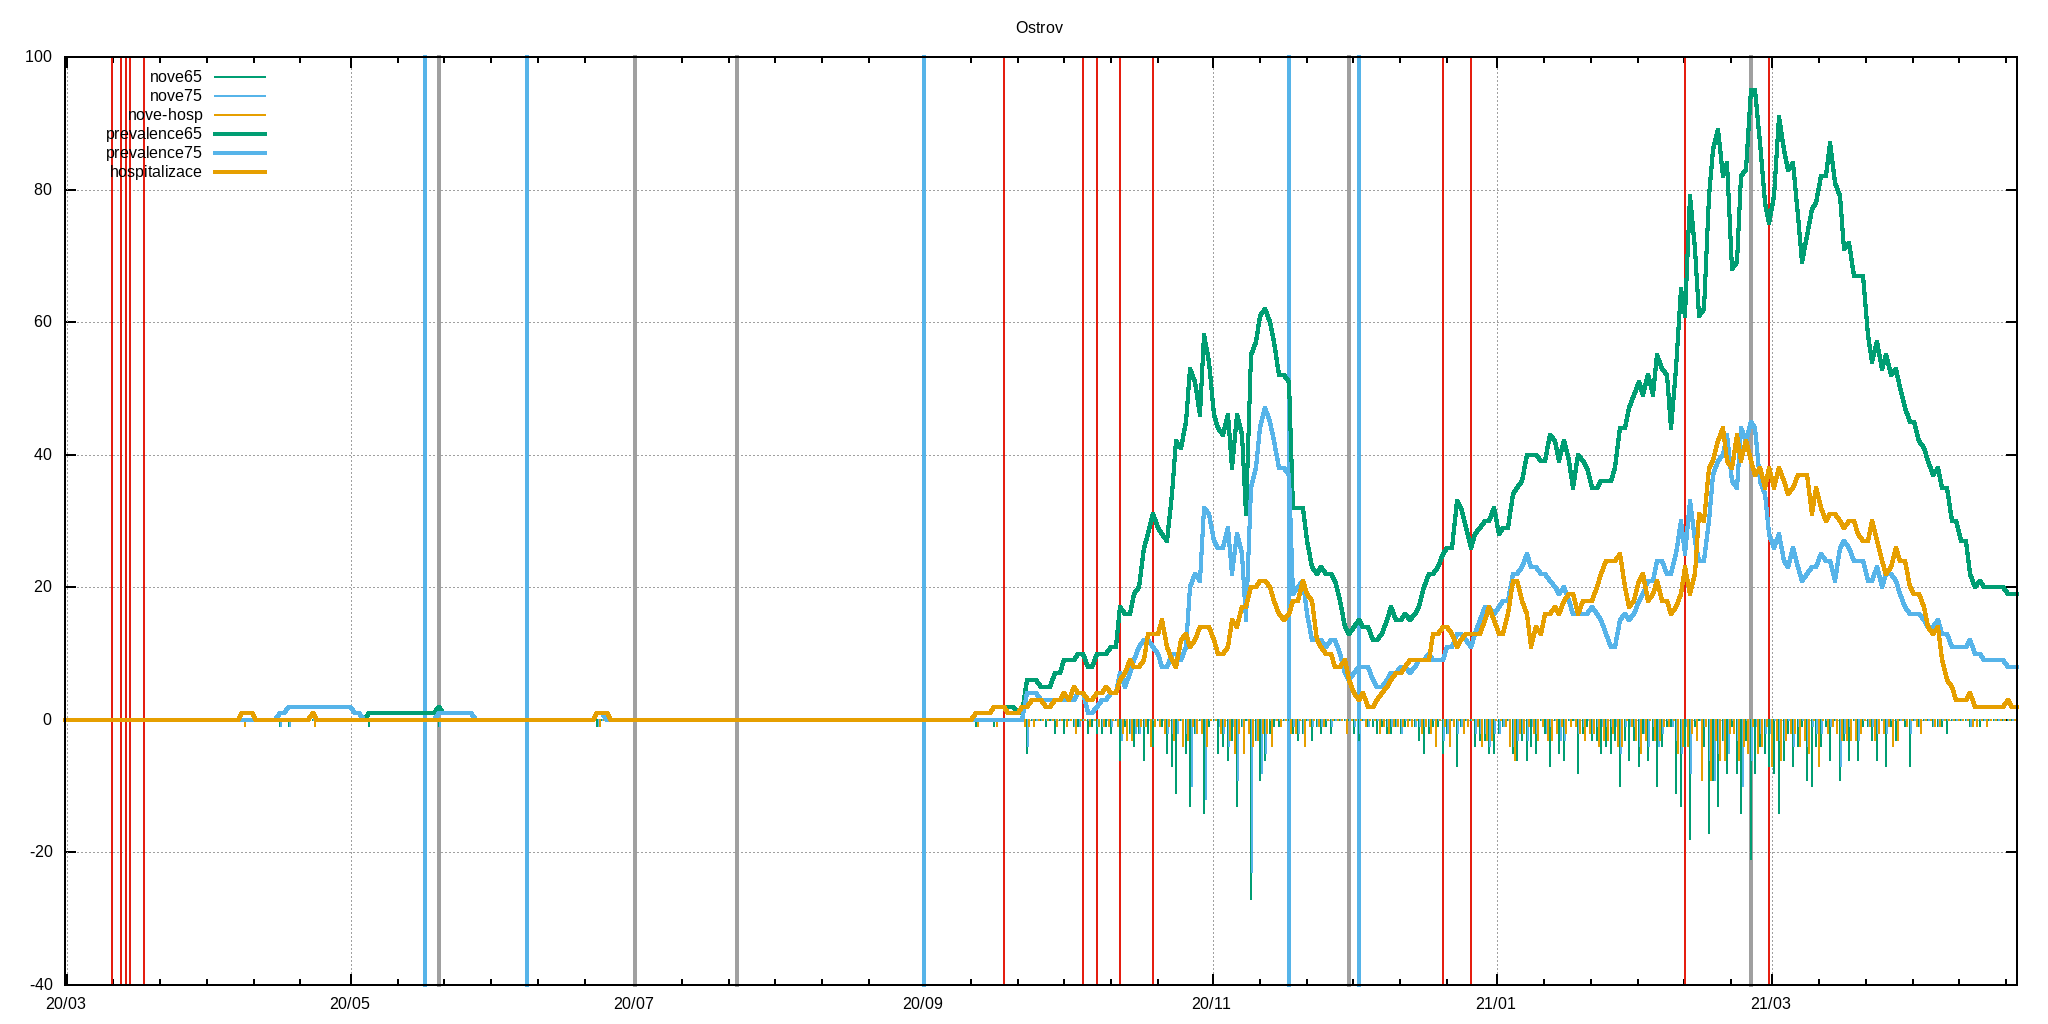 Ostrov
100
80
60
40
20
0
-20
-40
nove65
nove75
nove-hosp
prevalence65
prevalence75
hospitalizace
20/03 20/05 20/07 20/09 20/11 21/01 21/03